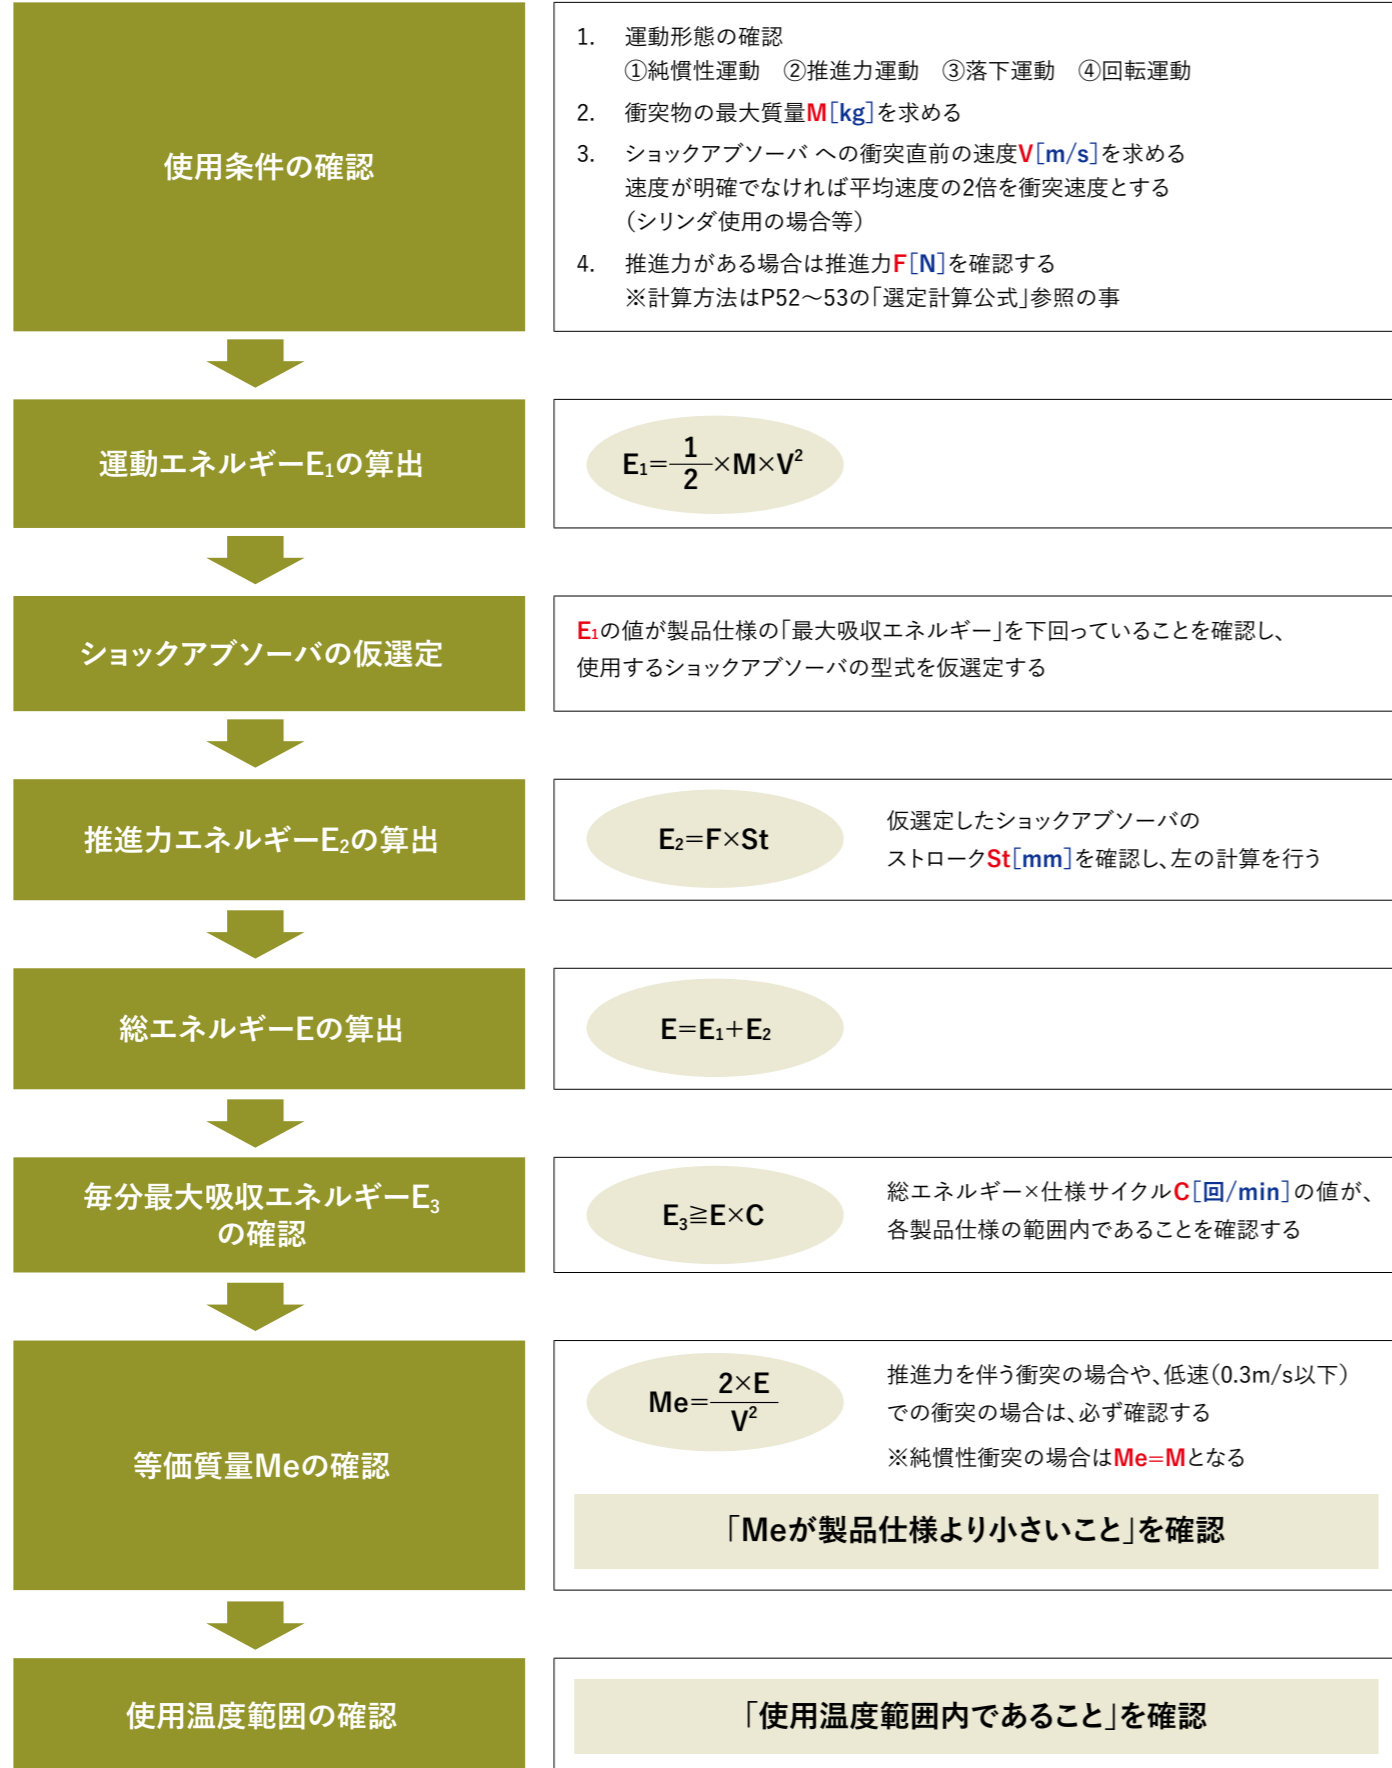 使用条件の確認
1. 運動形態の確認
①純慣性運動 ②推進力運動 ③落下運動 ④回転運動
2. 衝突物の最大質量M[kg]を求める
3. ショックアブソーバ への衝突直前の速度V[m/s]を求める
速度が明確でなければ平均速度の2倍を衝突速度とする
（シリンダ使用の場合等）
4. 推進力がある場合は推進力F[N]を確認する
※計算方法はP52～53の「選定計算公式」参照の事
運動エネルギーE₁の算出
E₁=1/2×M×V²
ショックアブソーバの仮選定
E₁の値が製品仕様の「最大吸収エネルギー」を下回っていることを確認し、
使用するショックアブソーバの型式を仮選定する
推進力エネルギーE₂の算出
E₂=F×St
仮選定したショックアブソーバの
ストロークSt[mm]を確認し、左の計算を行う
総エネルギーEの算出
E=E₁+E₂
毎分最大吸収エネルギーE₃
の確認
E₃≧E×C
総エネルギー×仕様サイクルC[回/min]の値が、
各製品仕様の範囲内であることを確認する
等価質量Meの確認
Me=2×E/V²
推進力を伴う衝突の場合や、低速(0.3m/s以下)
での衝突の場合は、必ず確認する
※純慣性衝突の場合はMe=Mとなる
「Meが製品仕様より小さいこと」を確認
使用温度範囲の確認
「使用温度範囲内であること」を確認